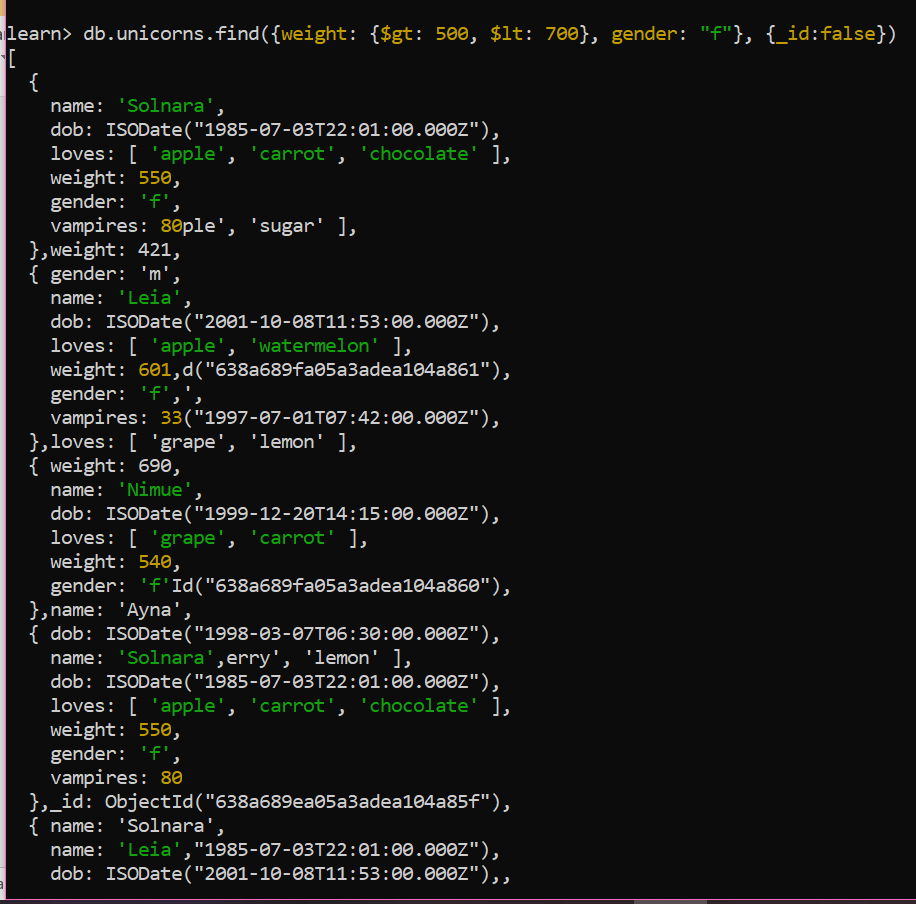 learn> db.unicorns.find({weight: {$gt: 500, $lt: 700}, gender: "f"}, {_id:false})
[
  {
    name: 'Solnara',
    dob: ISODate("1985-07-03T22:01:00.000Z"),
    loves: [ 'apple', 'carrot', 'chocolate' ],
    weight: 550,
    gender: 'f',
    vampires: 80ple', 'sugar' ],
  },weight: 421,
  { gender: 'm',
    name: 'Leia',
    dob: ISODate("2001-10-08T11:53:00.000Z"),
    loves: [ 'apple', 'watermelon' ],
    weight: 601,d("638a689fa05a3adea104a861"),
    gender: 'f',',
    vampires: 33("1997-07-01T07:42:00.000Z"),
  },loves: [ 'grape', 'lemon' ],
  { weight: 690,
    name: 'Nimue',
    dob: ISODate("1999-12-20T14:15:00.000Z"),
    loves: [ 'grape', 'carrot' ],
    weight: 540,
    gender: 'f'Id("638a689fa05a3adea104a860"),
  },name: 'Ayna',
  { dob: ISODate("1998-03-07T06:30:00.000Z"),
    name: 'Solnara',erry', 'lemon' ],
    dob: ISODate("1985-07-03T22:01:00.000Z"),
    loves: [ 'apple', 'carrot', 'chocolate' ],
    weight: 550,
    gender: 'f',
    vampires: 80
  },_id: ObjectId("638a689ea05a3adea104a85f"),
  { name: 'Solnara',
    name: 'Leia',"1985-07-03T22:01:00.000Z"),
    dob: ISODate("2001-10-08T11:53:00.000Z"),,